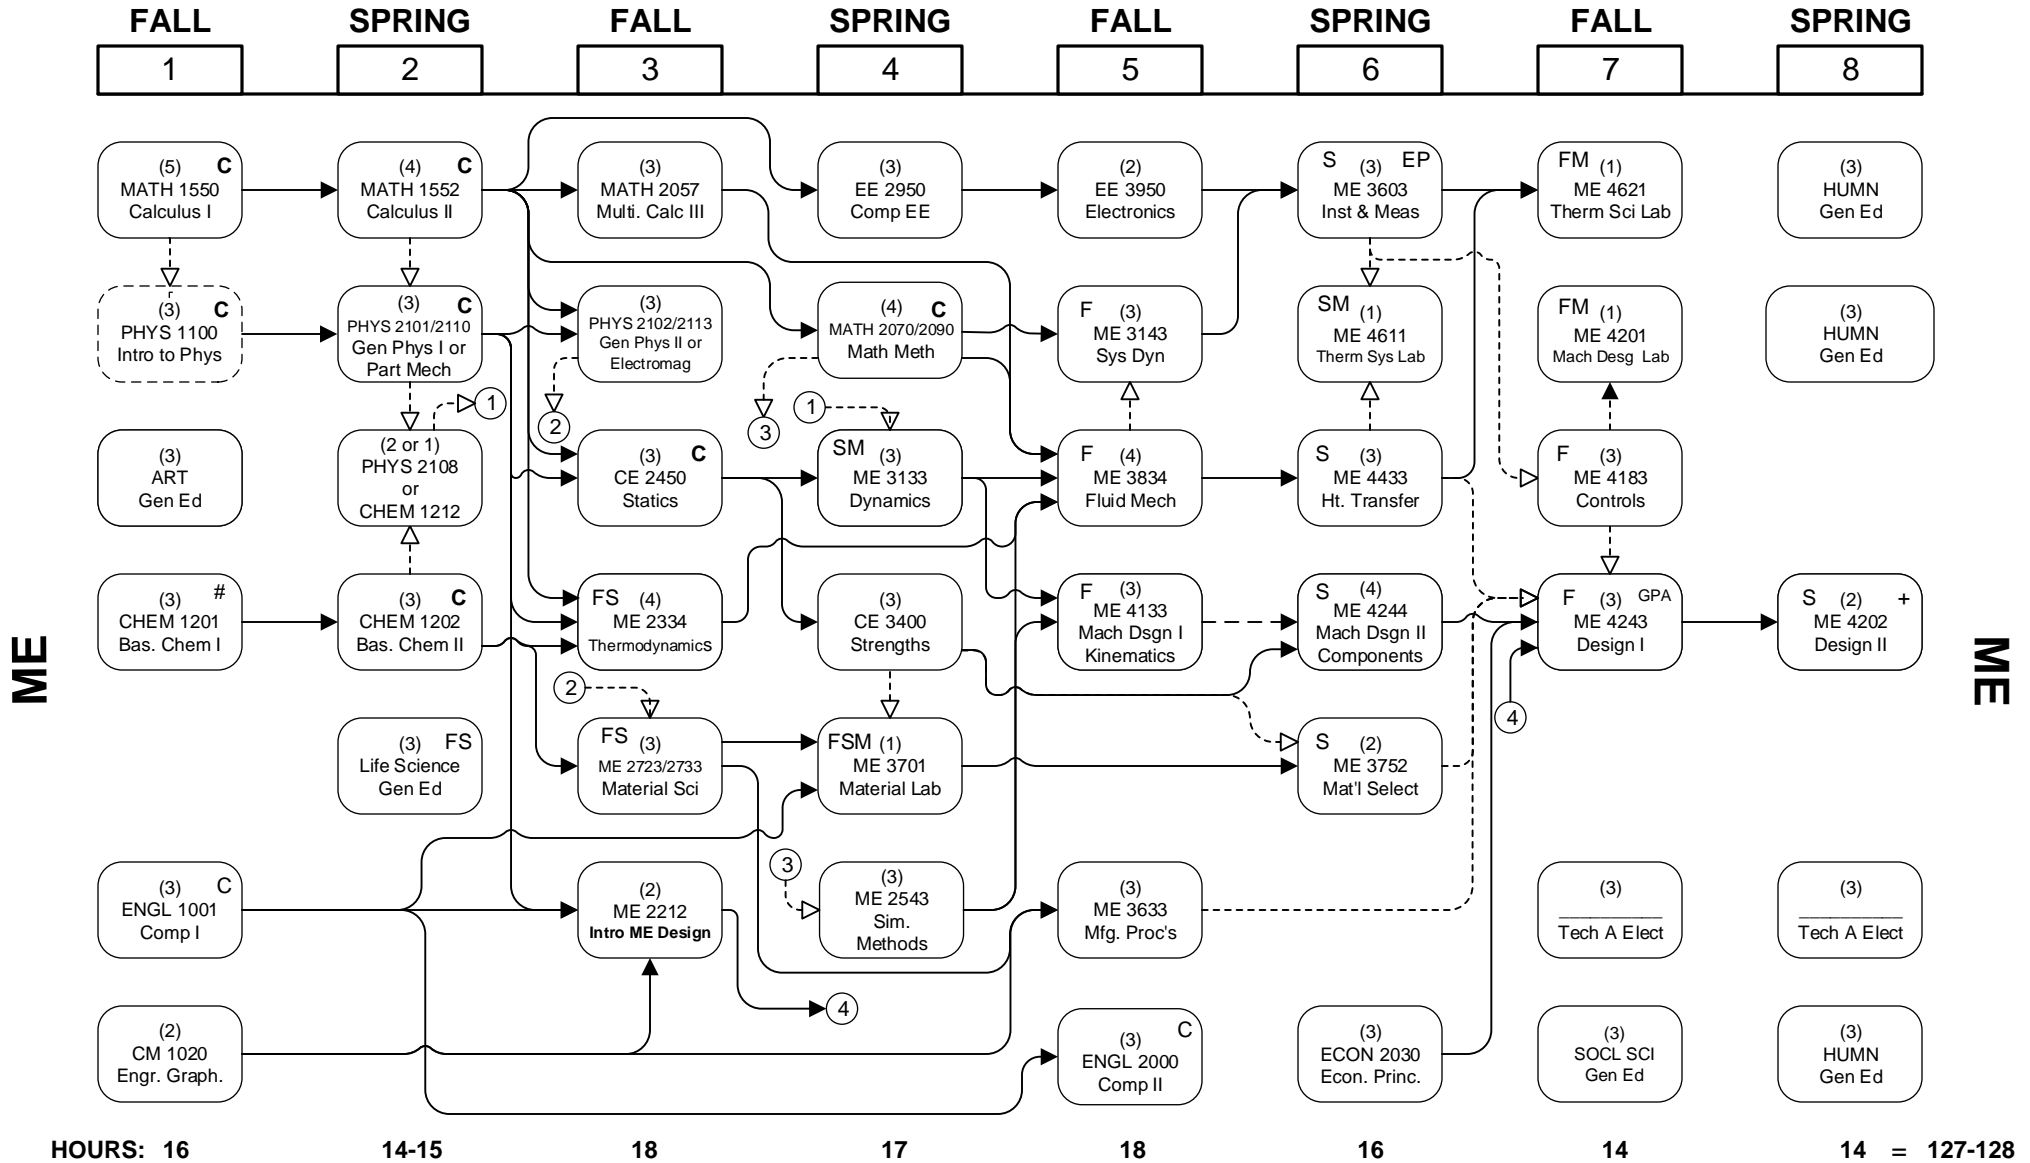 FALL SPRING FALL SPRING FALL SPRING FALL SPRING
1 2 3 4 5 6 7 8
(5) C
MATH 1550
Calculus I
(4) C
MATH 1552
Calculus II
(3)
MATH 2057
Multi. Calc III
(3)
EE 2950
Comp EE
(2)
EE 3950
Electronics
S (3) EP
ME 3603
Inst & Meas
FM (1)
ME 4621
Therm Sci Lab
(3)
HUMN
Gen Ed
(3) C
PHYS 1100
Intro to Phys
(3) C
PHYS 2101/2110
Gen Phys I or
Part Mech
(3)
PHYS 2102/2113
Gen Phys II or
Electromag
(4) C
MATH 2070/2090
Math Meth
F (3)
ME 3143
Sys Dyn
SM (1)
ME 4611
Therm Sys Lab
FM (1)
ME 4201
Mach Desg Lab
(3)
HUMN
Gen Ed
1
2
3
1
(3)
ART
Gen Ed
(2 or 1)
PHYS 2108
or
CHEM 1212
(3) C
CE 2450
Statics
SM (3)
ME 3133
Dynamics
F (4)
ME 3834
Fluid Mech
S (3)
ME 4433
Ht. Transfer
F (3)
ME 4183
Controls
(3) #
CHEM 1201
Bas. Chem I
(3) C
CHEM 1202
Bas. Chem II
FS (4)
ME 2334
Thermodynamics
(3)
CE 3400
Strengths
F (3)
ME 4133
Mach Dsgn I
Kinematics
S (4)
ME 4244
Mach Dsgn II
Components
F (3) GPA
ME 4243
Design I
S (2) +
ME 4202
Design II
ME
ME
2
4
(3) FS
Life Science
Gen Ed
FS (3)
ME 2723/2733
Material Sci
FSM (1)
ME 3701
Material Lab
S (2)
ME 3752
Mat'l Select
3
(3) C
ENGL 1001
Comp I
(2)
ME 2212
Intro ME Design
(3)
ME 2543
Sim.
Methods
(3)
ME 3633
Mfg. Proc's
(3)
__________
Tech A Elect
(3)
__________
Tech A Elect
4
(2)
CM 1020
Engr. Graph.
(3) C
ENGL 2000
Comp II
(3)
ECON 2030
Econ. Princ.
(3)
SOCL SCI
Gen Ed
(3)
HUMN
Gen Ed
HOURS: 16 14-15 18 17 18 16 14 14 = 127-128